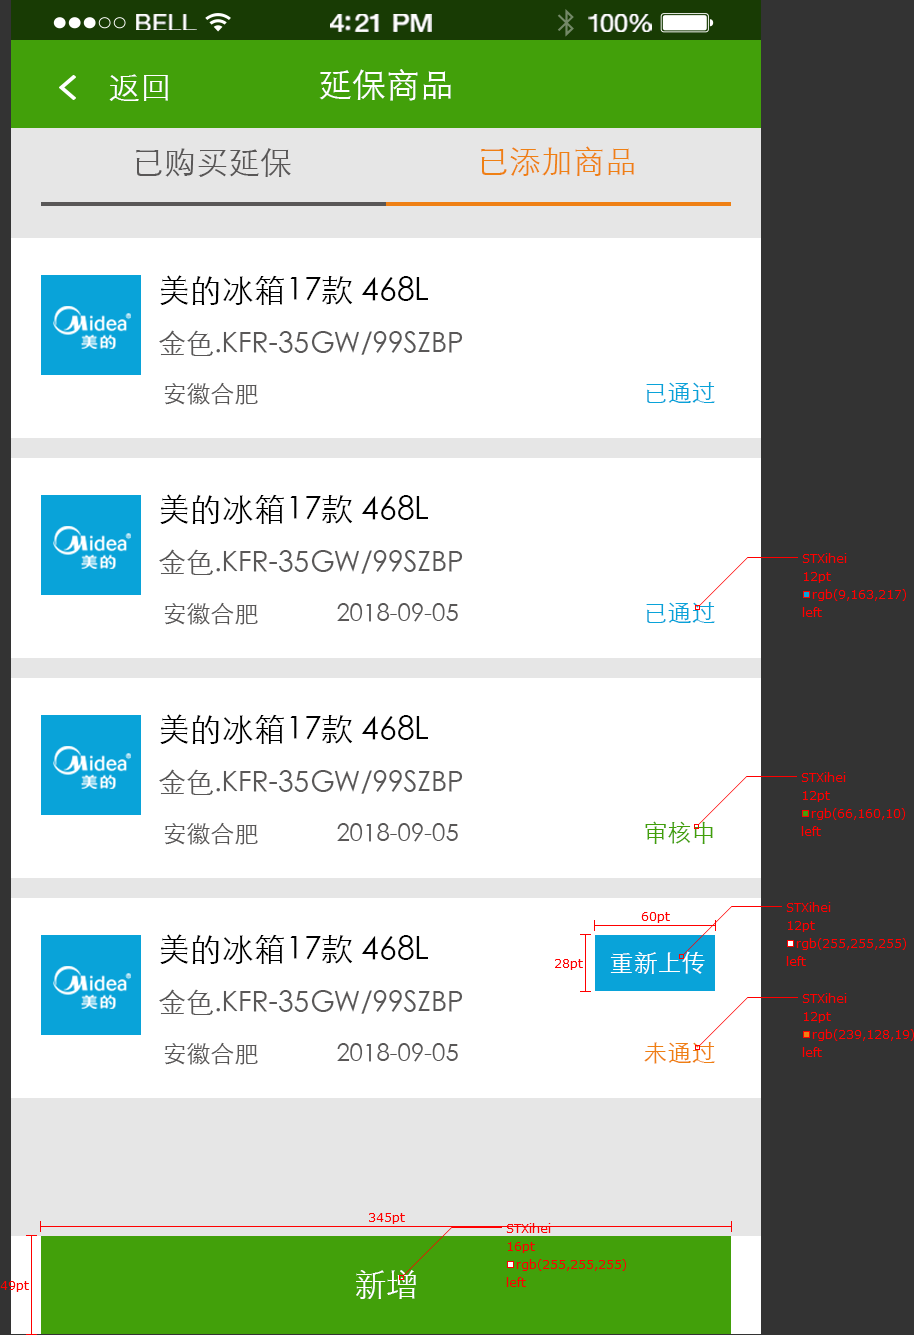 BELL 4:21 PM 100%
返回 延保商品
已购买延保 已添加商品
美的冰箱17款 468L
Midea®
美的
金色.KFR-35GW/99SZBP
安徽合肥 已通过
美的冰箱17款 468L
Midea®
美的
金色.KFR-35GW/99SZBP
安徽合肥 2018-09-05 已通过
STXihei
12pt
rgb(9,163,217)
left
美的冰箱17款 468L
Midea®
美的
金色.KFR-35GW/99SZBP
安徽合肥 2018-09-05 审核中
STXihei
12pt
rgb(66,160,10)
left
美的冰箱17款 468L
Midea®
美的
金色.KFR-35GW/99SZBP
安徽合肥 2018-09-05 未通过
60pt
28pt
重新上传
STXihei
12pt
rgb(255,255,255)
left
STXihei
12pt
rgb(239,128,19)
left
345pt
49pt
新增
STXihei
16pt
rgb(255,255,255)
left